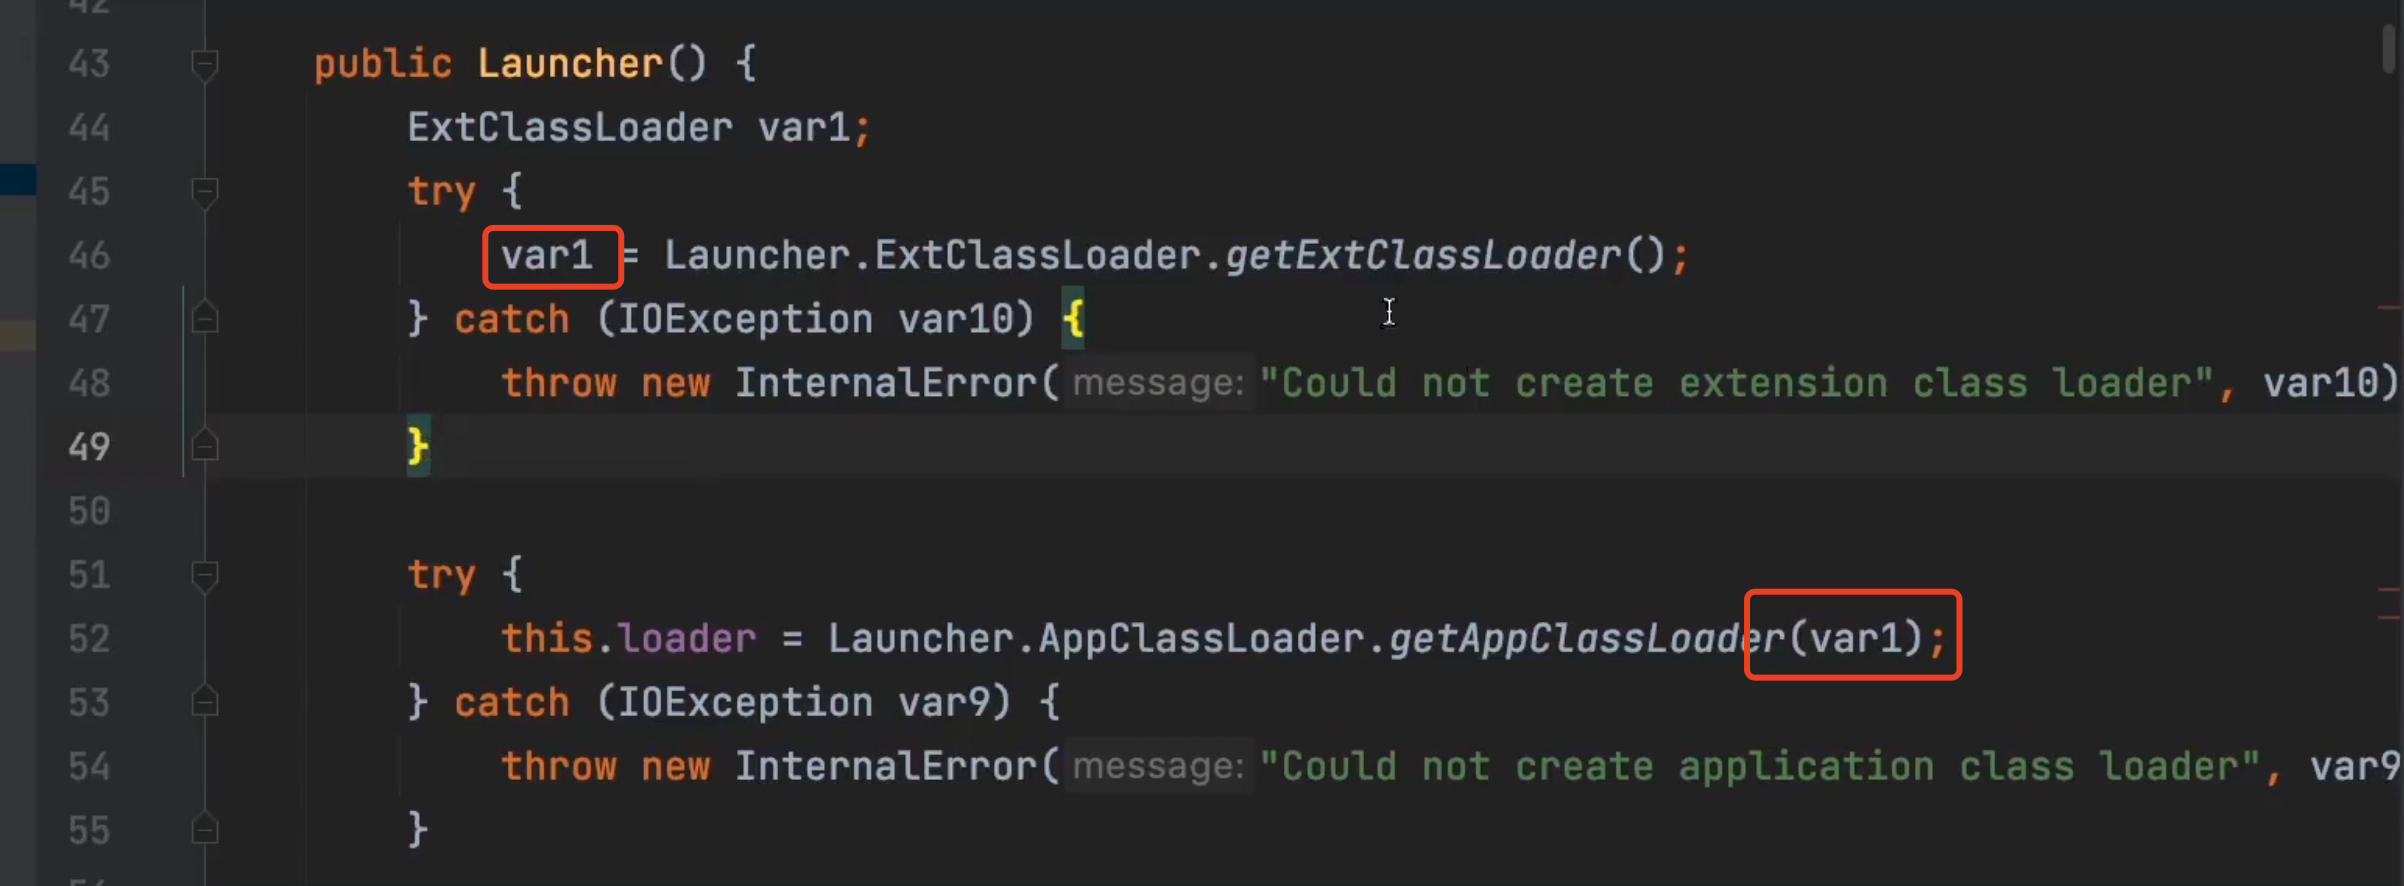 42
43 public Launcher() {
44 ExtClassLoader var1;
45 try {
46 var1 = Launcher.ExtClassLoader.getExtClassLoader();
47 } catch (IOException var10) {
48 throw new InternalError( message: "Could not create extension class loader", var10)
49 }
50
51 try {
52 this.loader = Launcher.AppClassLoader.getAppClassLoader(var1);
53 } catch (IOException var9) {
54 throw new InternalError( message: "Could not create application class loader", var9
55 }